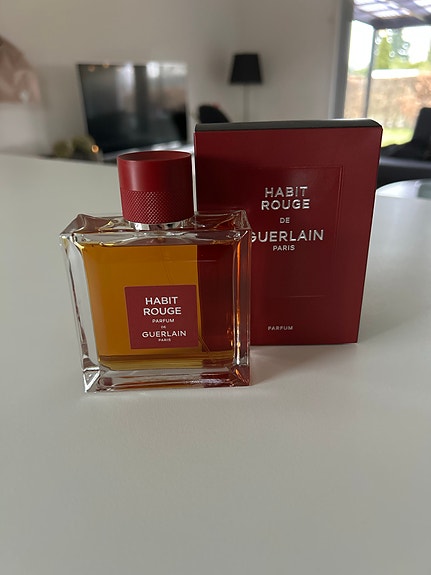 HABIT
ROUGE
PARFUM
DE
GUERLAIN
PARIS
HABIT
ROUGE
DE
GUERLAIN
PARIS
PARFUM